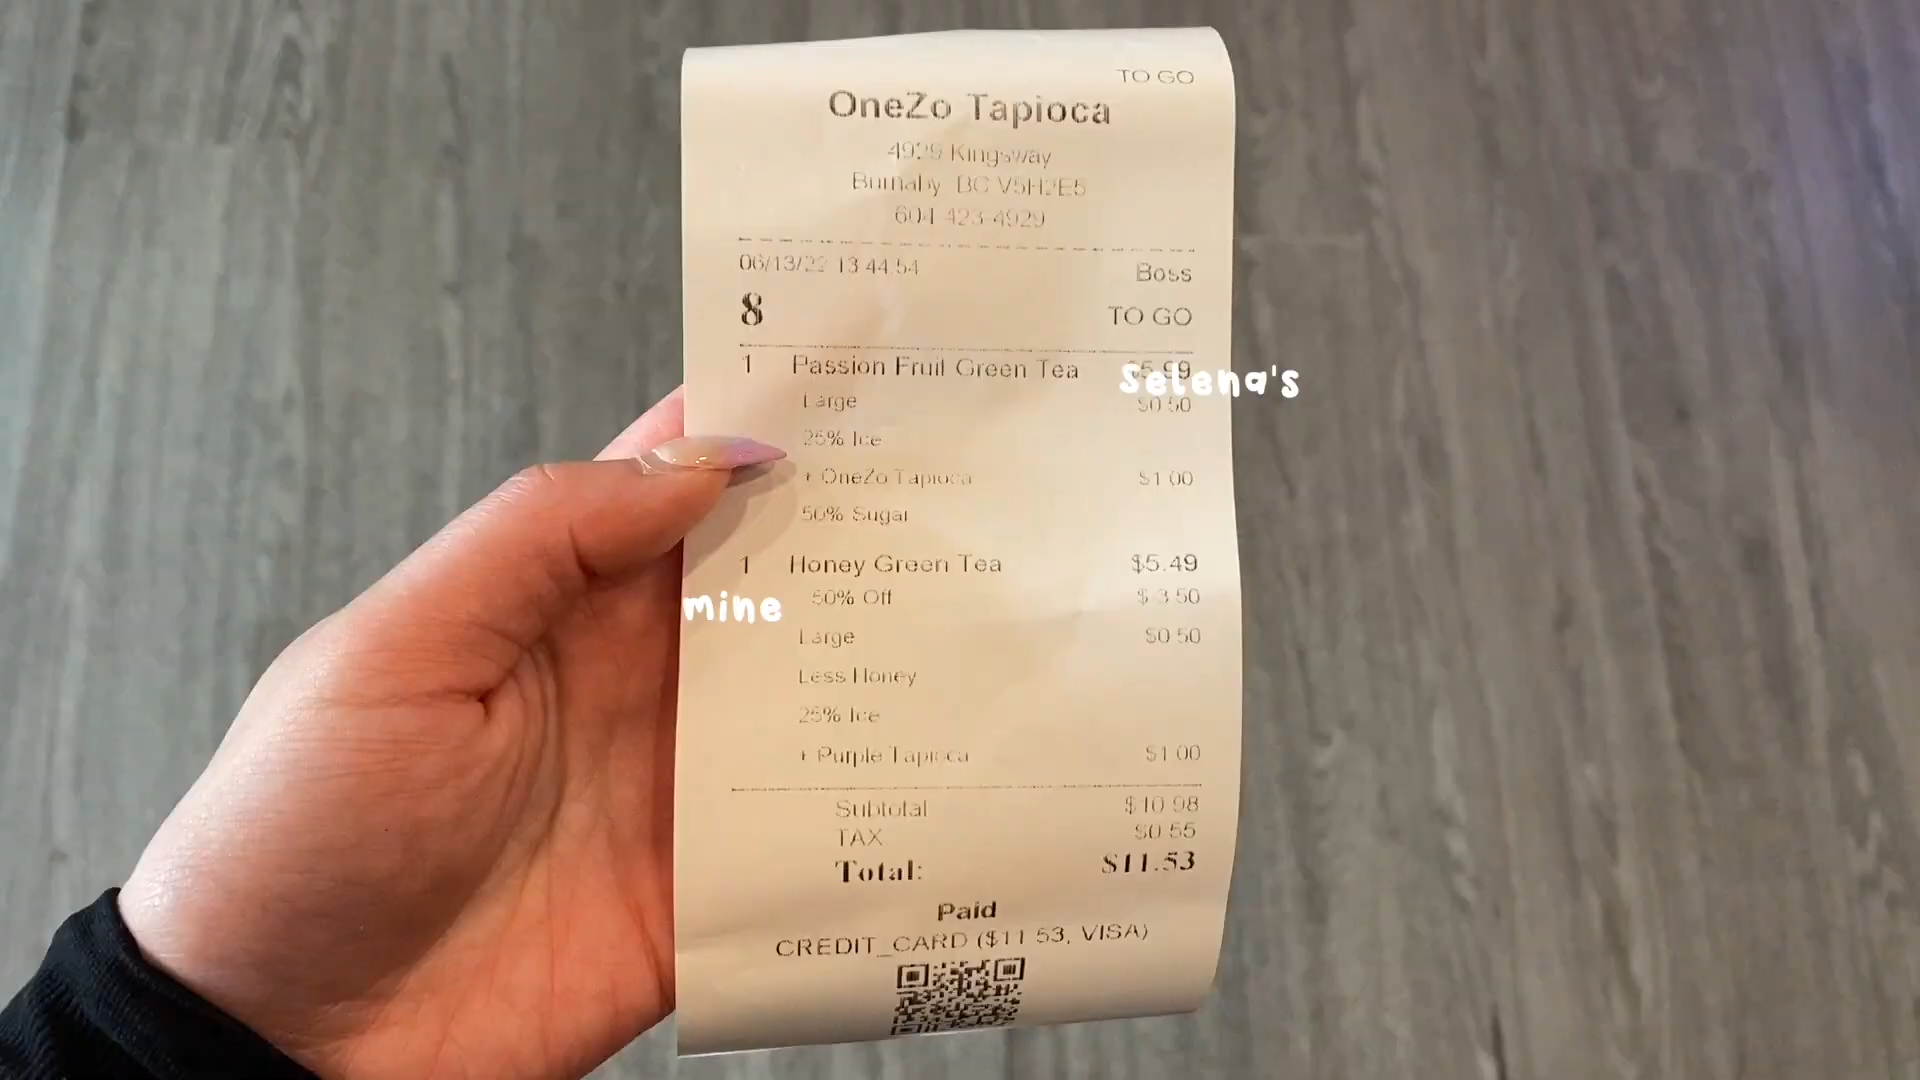 TO GO
OneZo Tapioca
4929 Kingsway
Burnaby BC V5H2E5
604-423-4929
06/13/22 13:44:54 Boss
8 TO GO
1 Passion Fruit Green Tea $5.99
Selena's
Large $0.50
25% Ice
+ OneZo Tapioca $1.00
50% Sugar
1 Honey Green Tea $5.49
mine
50% Off $-3.50
Large $0.50
Less Honey
25% Ice
+ Purple Tapioca $1.00
Subtotal $10.98
TAX $0.55
Total: $11.53
Paid
CREDIT_CARD ($11.53, VISA)